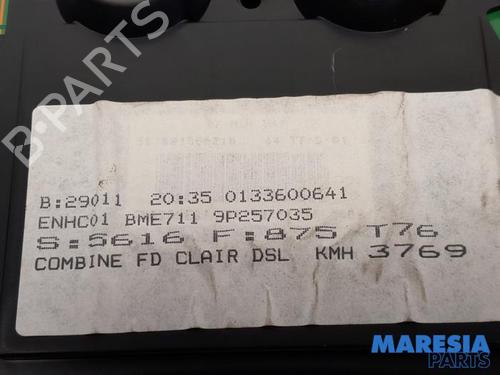 B:29011 20:35 0133600641
ENHC01 BME711 9P257035
S:5616 F:875 T76
COMBINE FD CLAIR DSL KMH 3769
B-PARTS
MARESIA
Parts